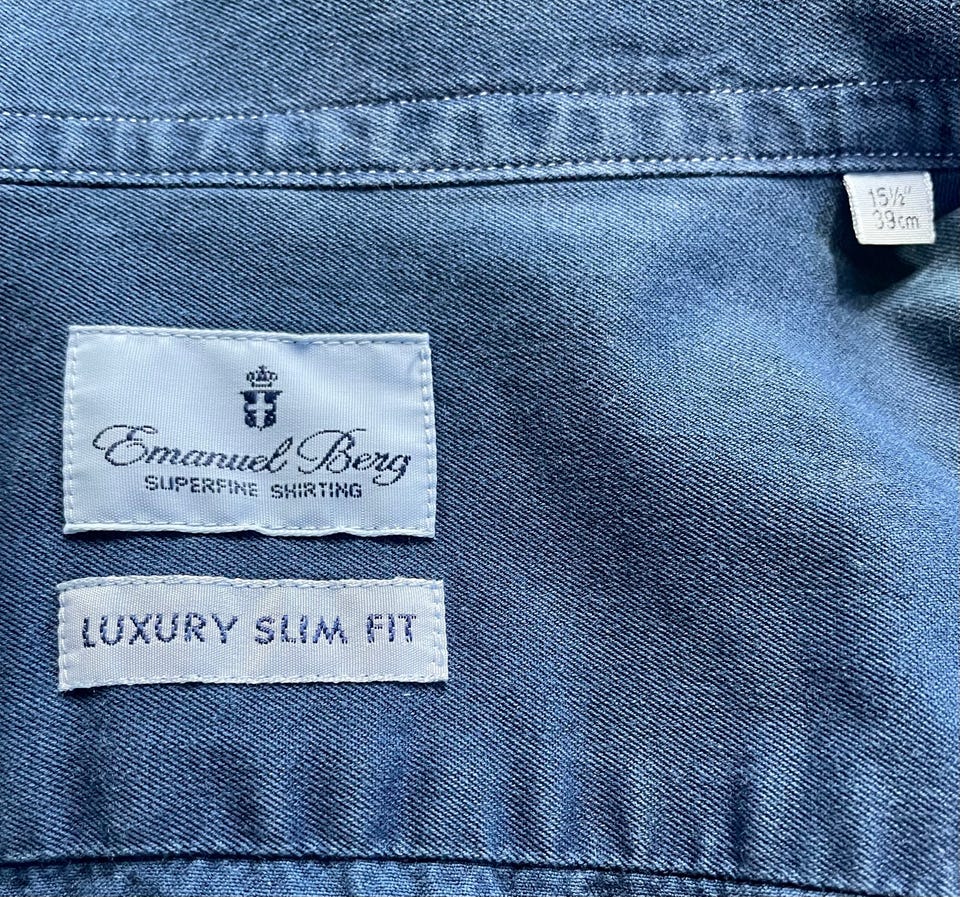 15½"
39cm
Emanuel Berg
SUPERFINE SHIRTING
LUXURY SLIM FIT